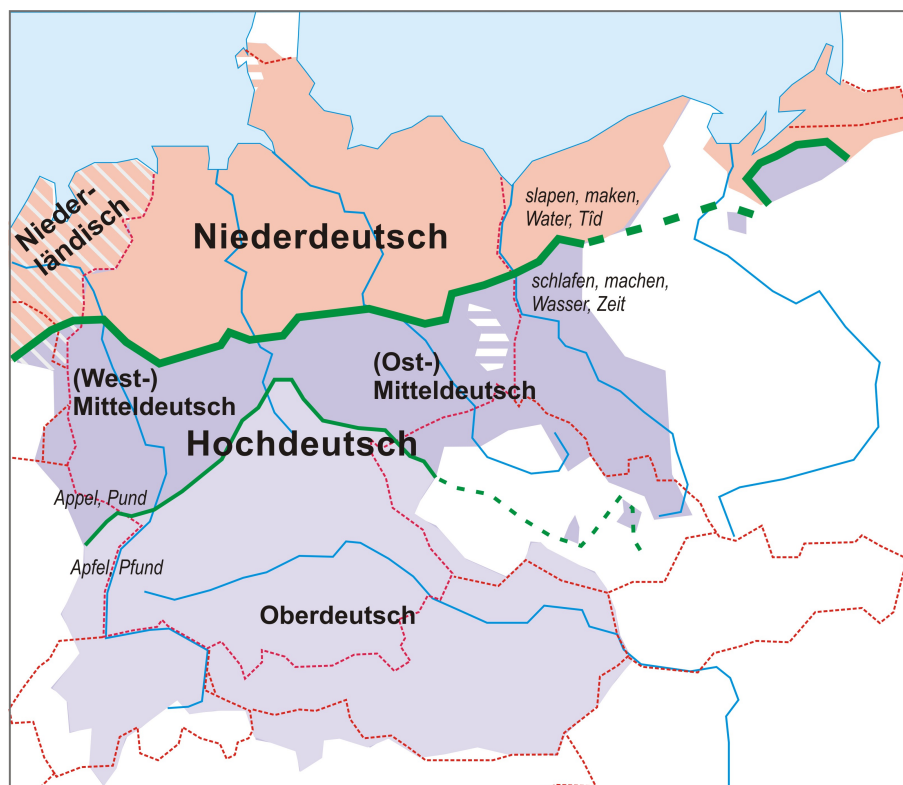 Nieder-
ländisch
Niederdeutsch
slapen, maken,
Water, Tîd
schlafen, machen,
Wasser, Zeit
(West-)
Mitteldeutsch
(Ost-)
Mitteldeutsch
Hochdeutsch
Appel, Pund
Apfel, Pfund
Oberdeutsch